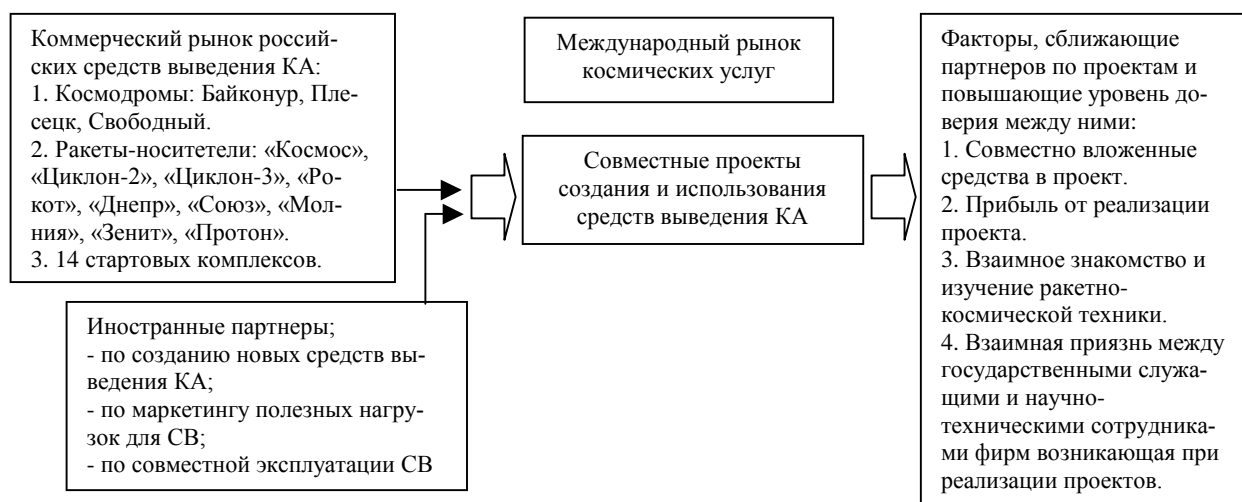 Коммерческий рынок россий-
ских средств выведения КА:
1. Космодромы: Байконур, Пле-
сецк, Свободный.
2. Ракеты-носитетели: «Космос»,
«Циклон-2», «Циклон-3», «Ро-
кот», «Днепр», «Союз», «Мол-
ния», «Зенит», «Протон».
3. 14 стартовых комплексов.
Иностранные партнеры;
- по созданию новых средств вы-
ведения КА;
- по маркетингу полезных нагру-
зок для СВ;
- по совместной эксплуатации СВ
Международный рынок
космических услуг
Совместные проекты
создания и использования
средств выведения КА
Факторы, сближающие
партнеров по проектам и
повышающие уровень до-
верия между ними:
1. Совместно вложенные
средства в проект.
2. Прибыль от реализации
проекта.
3. Взаимное знакомство и
изучение ракетно-
космической техники.
4. Взаимная приязнь между
государственными служа-
щими и научно-
техническими сотрудника-
ми фирм возникающая при
реализации проектов.